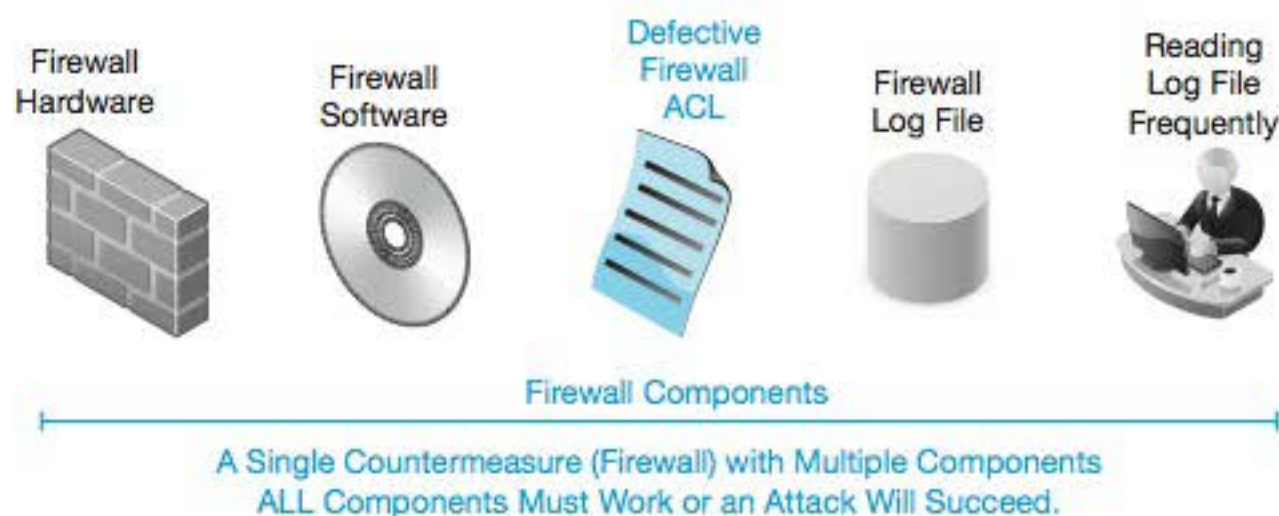 Firewall
Hardware
Firewall
Software
Defective
Firewall
ACL
Firewall
Log File
Reading
Log File
Frequently
Firewall Components
A Single Countermeasure (Firewall) with Multiple Components
ALL Components Must Work or an Attack Will Succeed.